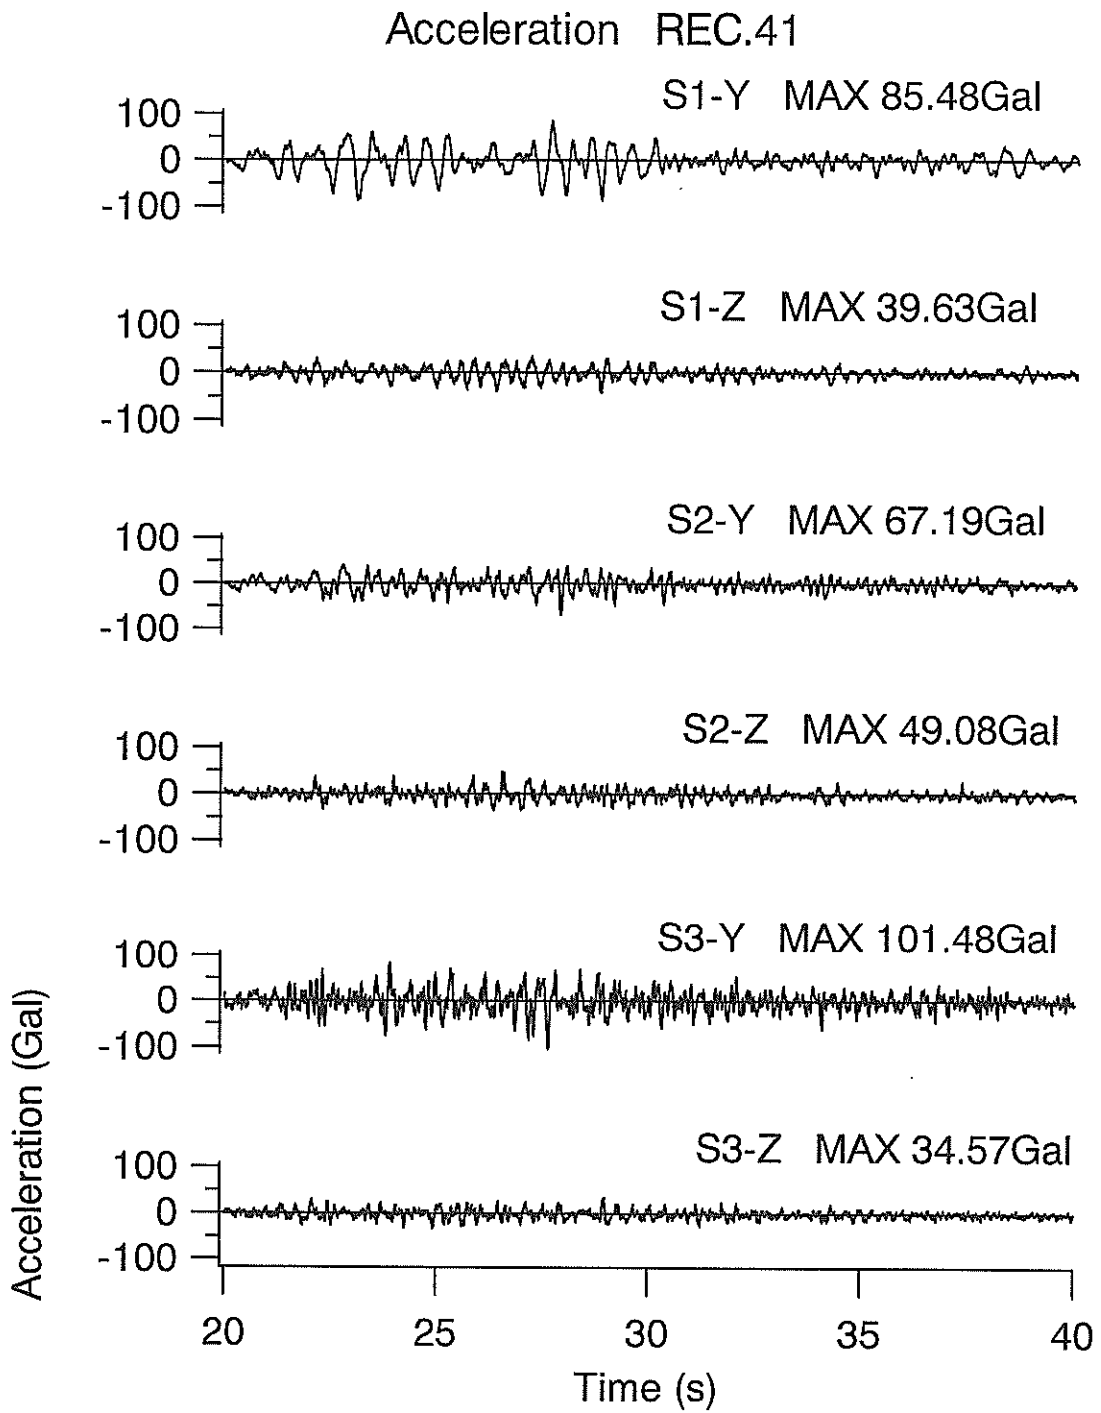 Acceleration REC.41
S1-Y MAX 85.48Gal
100
0
-100
S1-Z MAX 39.63Gal
100
0
-100
S2-Y MAX 67.19Gal
100
0
-100
S2-Z MAX 49.08Gal
100
0
-100
S3-Y MAX 101.48Gal
100
0
-100
S3-Z MAX 34.57Gal
100
0
-100
Acceleration (Gal)
20 25 30 35 40
Time (s)